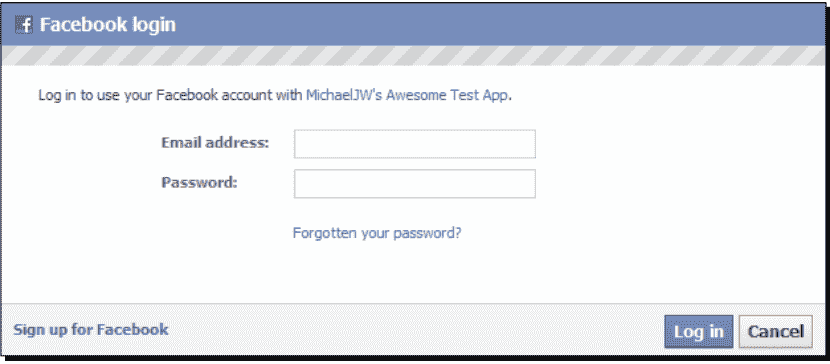 Facebook login
Log in to use your Facebook account with MichaelJW's Awesome Test App.
Email address:
Password:
Forgotten your password?
Sign up for Facebook
Log in
Cancel